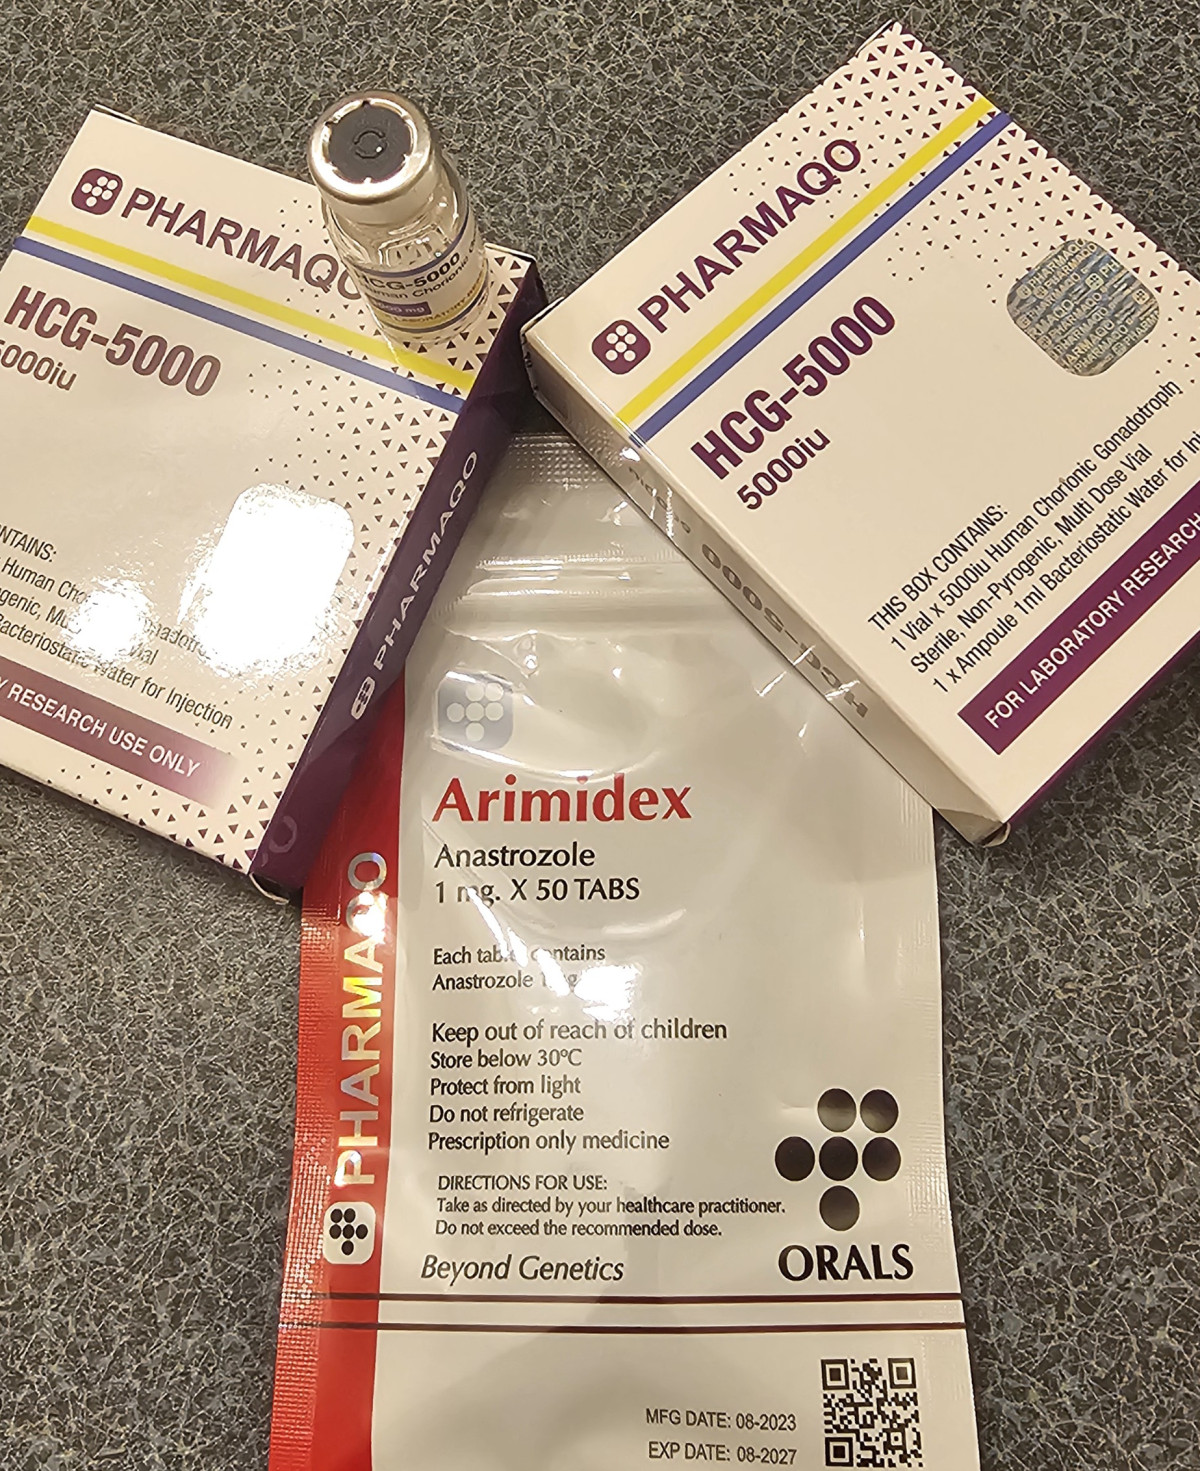 PHARMAQO
HCG-5000
5000iu
NTAINS:
Human
Bacteriostatic Water for Injection
RESEARCH USE ONLY
PHARMAQO
HCG-5000
PHARMAQO
HCG-5000
5000iu
THIS BOX CONTAINS:
1 Vial x 5000iu Human Chorionic Gonadotrophin
Sterile, Non-Pyrogenic, Multi Dose Vial
1 x Ampoule 1ml Bacteriostatic Water for Inj
FOR LABORATORY RESEARCH
HCG-5000
Arimidex
Anastrozole
1 mg. X 50 TABS
Each tablet contains
Anastrozole
Keep out of reach of children
Store below 30°C
Protect from light
Do not refrigerate
Prescription only medicine
DIRECTIONS FOR USE:
Take as directed by your healthcare practitioner.
Do not exceed the recommended dose.
Beyond Genetics
ORALS
PHARMAQO
MFG DATE: 08-2023
EXP DATE: 08-2027